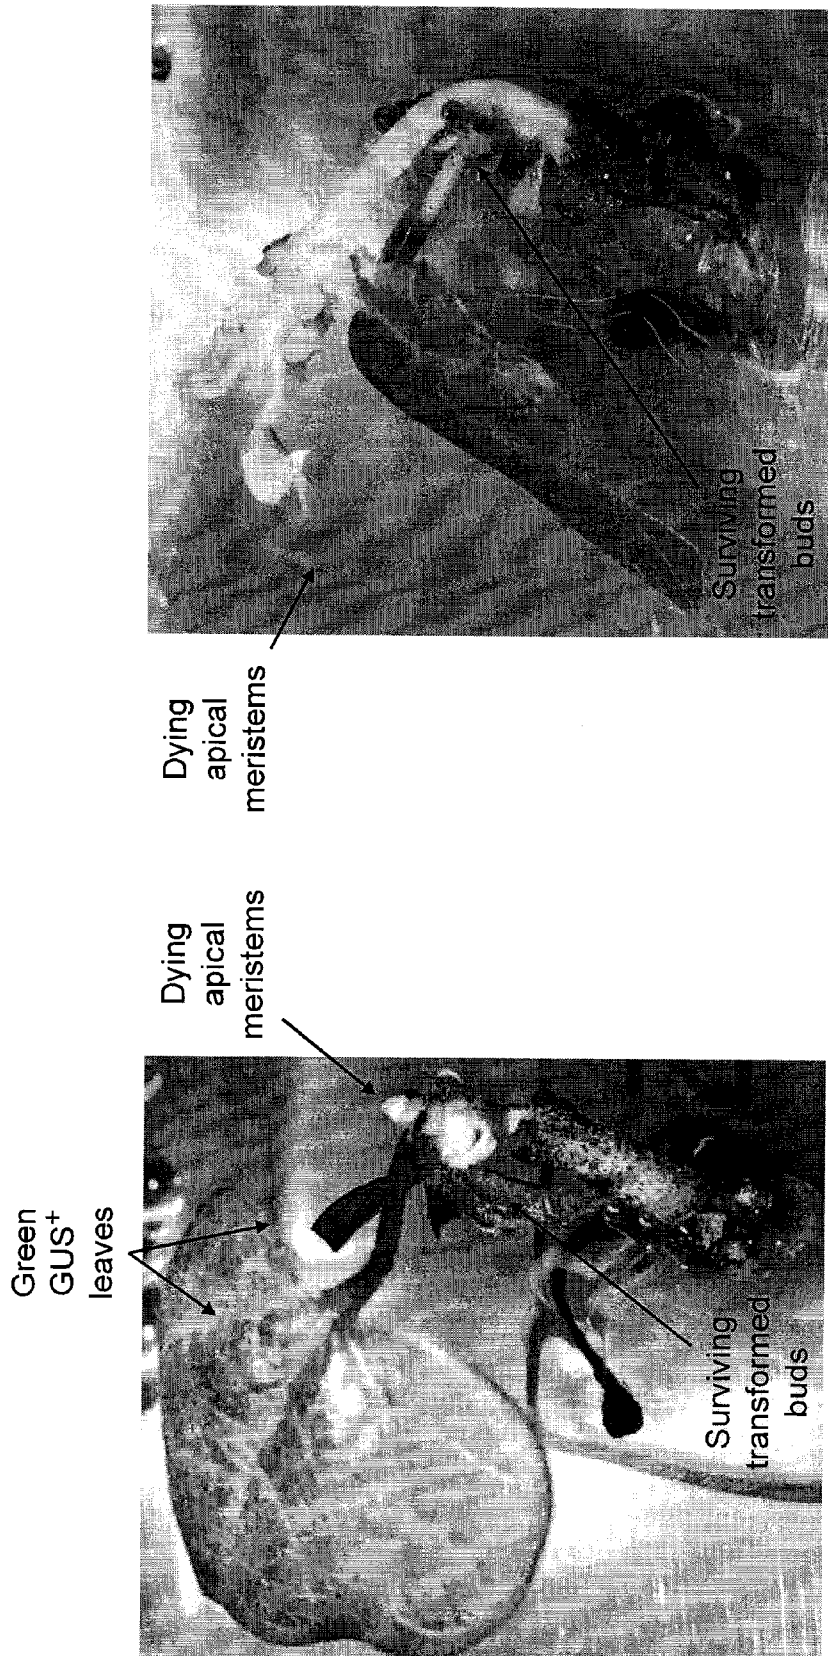 Green
GUS+
leaves
Dying
apical
meristems
Surviving
transformed
buds
Dying
apical
meristems
Surviving
transformed
buds